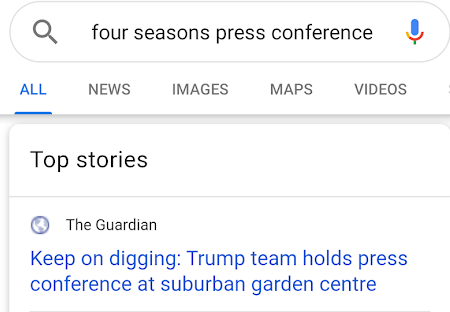 four seasons press conference
ALL NEWS IMAGES MAPS VIDEOS
Top stories
The Guardian
Keep on digging: Trump team holds press
conference at suburban garden centre